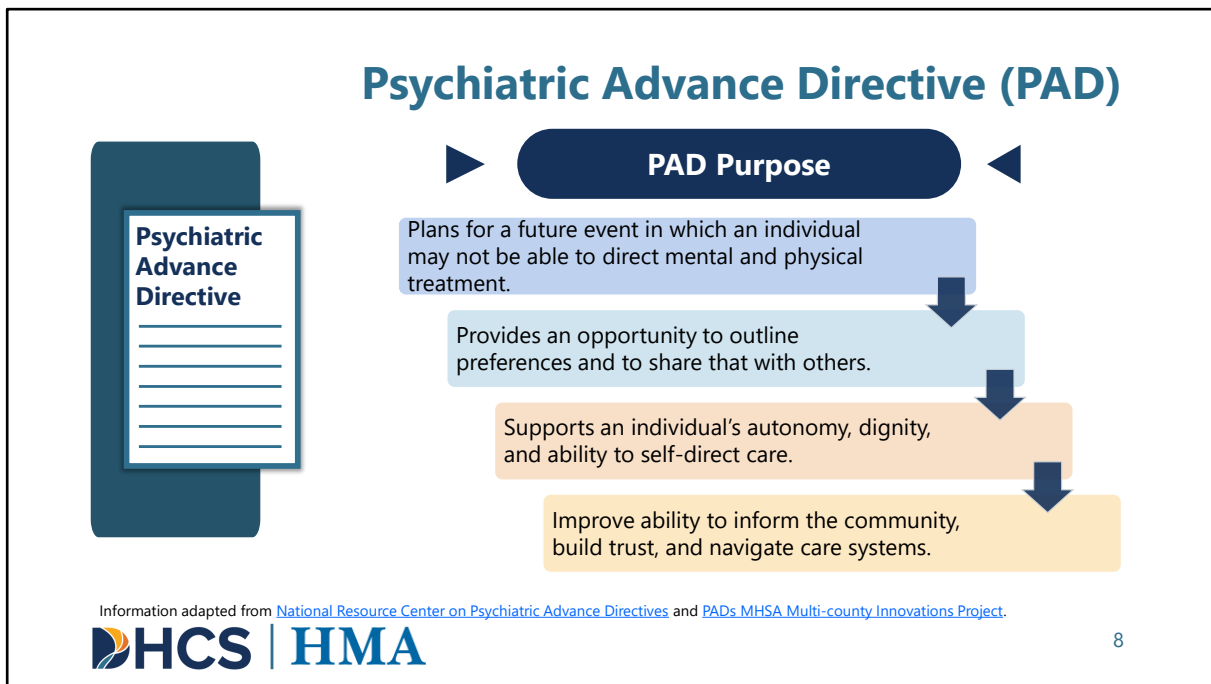 Psychiatric Advance Directive (PAD)
PAD Purpose
Psychiatric
Advance
Directive
Plans for a future event in which an individual
may not be able to direct mental and physical
treatment.
Provides an opportunity to outline
preferences and to share that with others.
Supports an individual’s autonomy, dignity,
and ability to self-direct care.
Improve ability to inform the community,
build trust, and navigate care systems.
Information adapted from National Resource Center on Psychiatric Advance Directives and PADs MHSA Multi-county Innovations Project.
DHCS | HMA
8